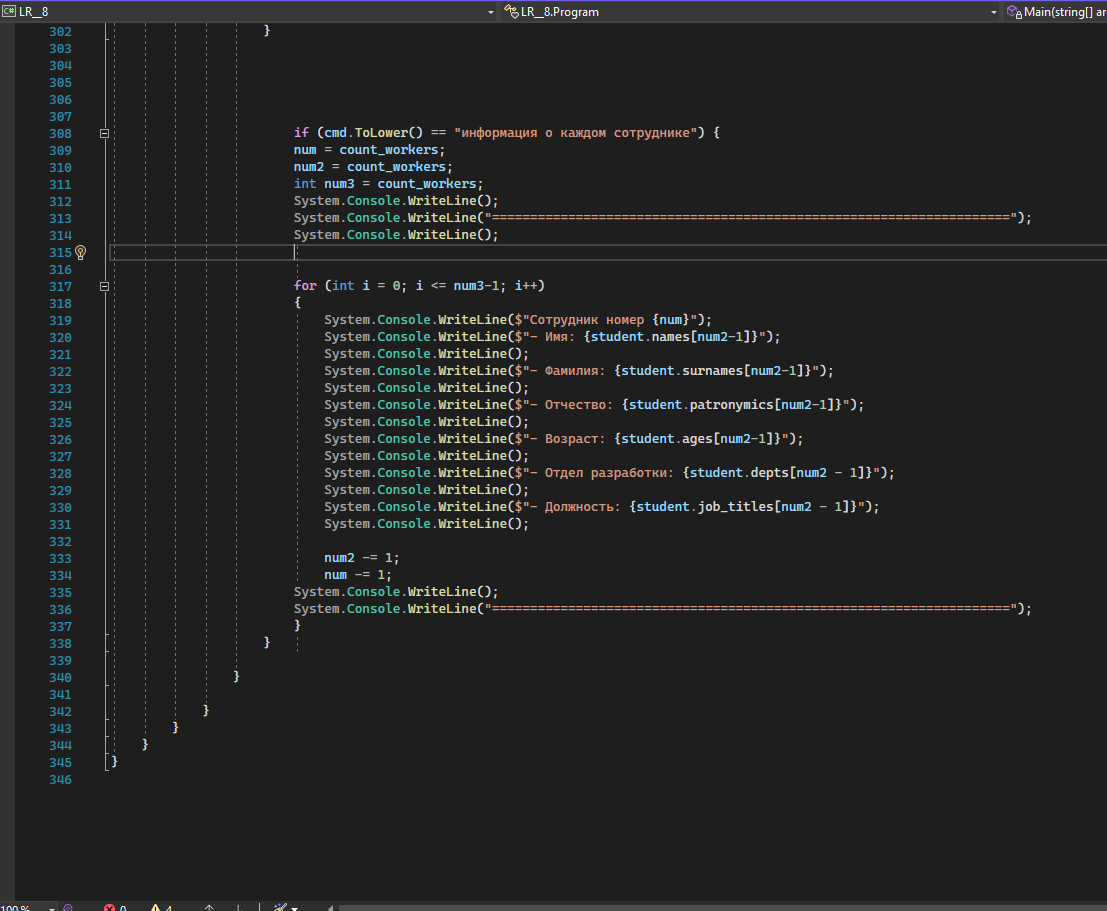 C# LR__8 LR__8.Program Main(string[] ar
302 }
303
304
305
306
307
308 if (cmd.ToLower() == "информация о каждом сотруднике") {
309 num = count_workers;
310 num2 = count_workers;
311 int num3 = count_workers;
312 System.Console.WriteLine();
313 System.Console.WriteLine("====================================================================");
314 System.Console.WriteLine();
315
316
317 for (int i = 0; i <= num3-1; i++)
318 {
319 System.Console.WriteLine($"Сотрудник номер {num}");
320 System.Console.WriteLine($"- Имя: {student.names[num2-1]}");
321 System.Console.WriteLine();
322 System.Console.WriteLine($"- Фамилия: {student.surnames[num2-1]}");
323 System.Console.WriteLine();
324 System.Console.WriteLine($"- Отчество: {student.patronymics[num2-1]}");
325 System.Console.WriteLine();
326 System.Console.WriteLine($"- Возраст: {student.ages[num2-1]}");
327 System.Console.WriteLine();
328 System.Console.WriteLine($"- Отдел разработки: {student.depts[num2 - 1]}");
329 System.Console.WriteLine();
330 System.Console.WriteLine($"- Должность: {student.job_titles[num2 - 1]}");
331 System.Console.WriteLine();
332
333 num2 -= 1;
334 num -= 1;
335 System.Console.WriteLine();
336 System.Console.WriteLine("====================================================================");
337 }
338 }
339
340 }
341
342 }
343 }
344 }
345 }
346
100 % 0 4